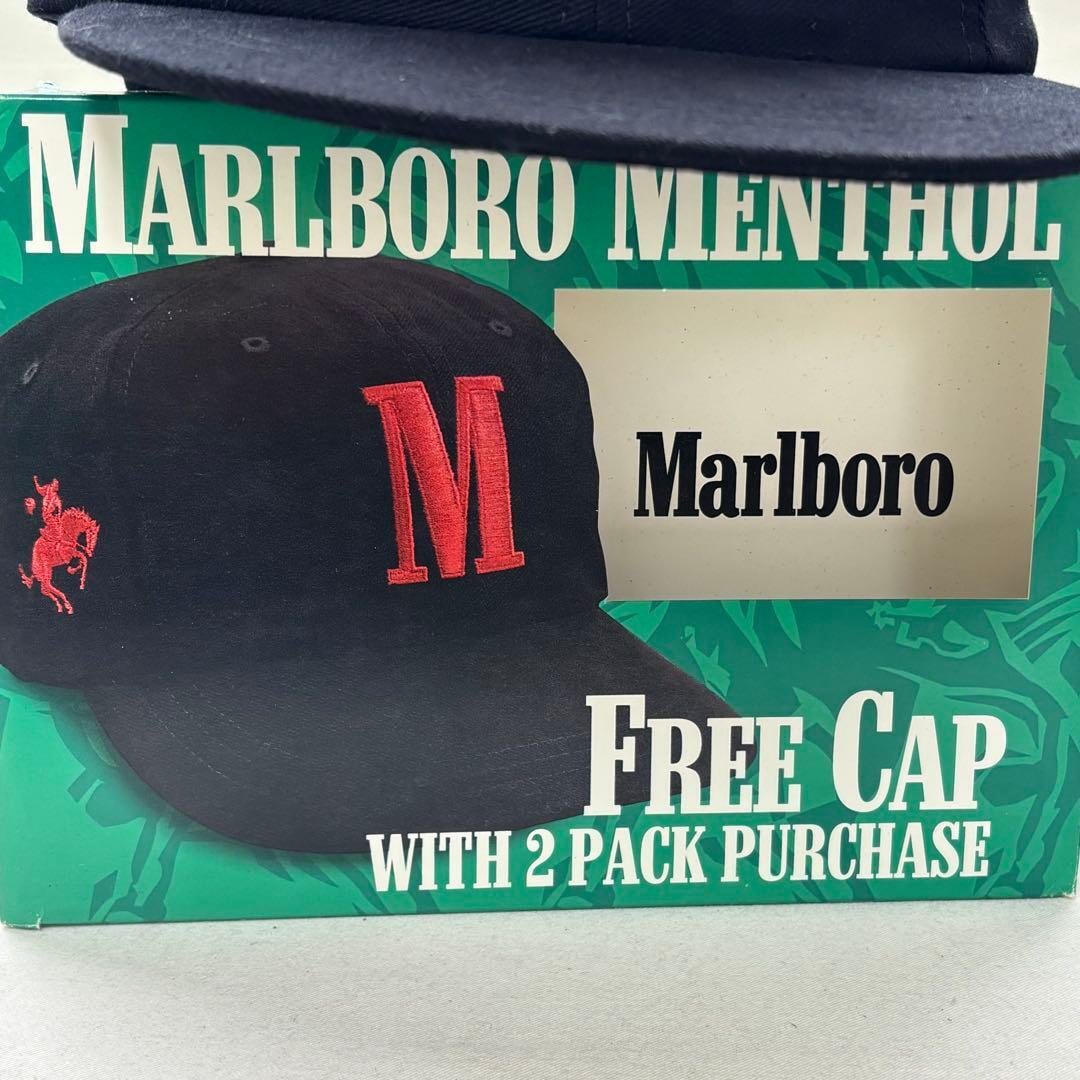 MARLBORO MENTHOL
M
Marlboro
FREE CAP
WITH 2 PACK PURCHASE